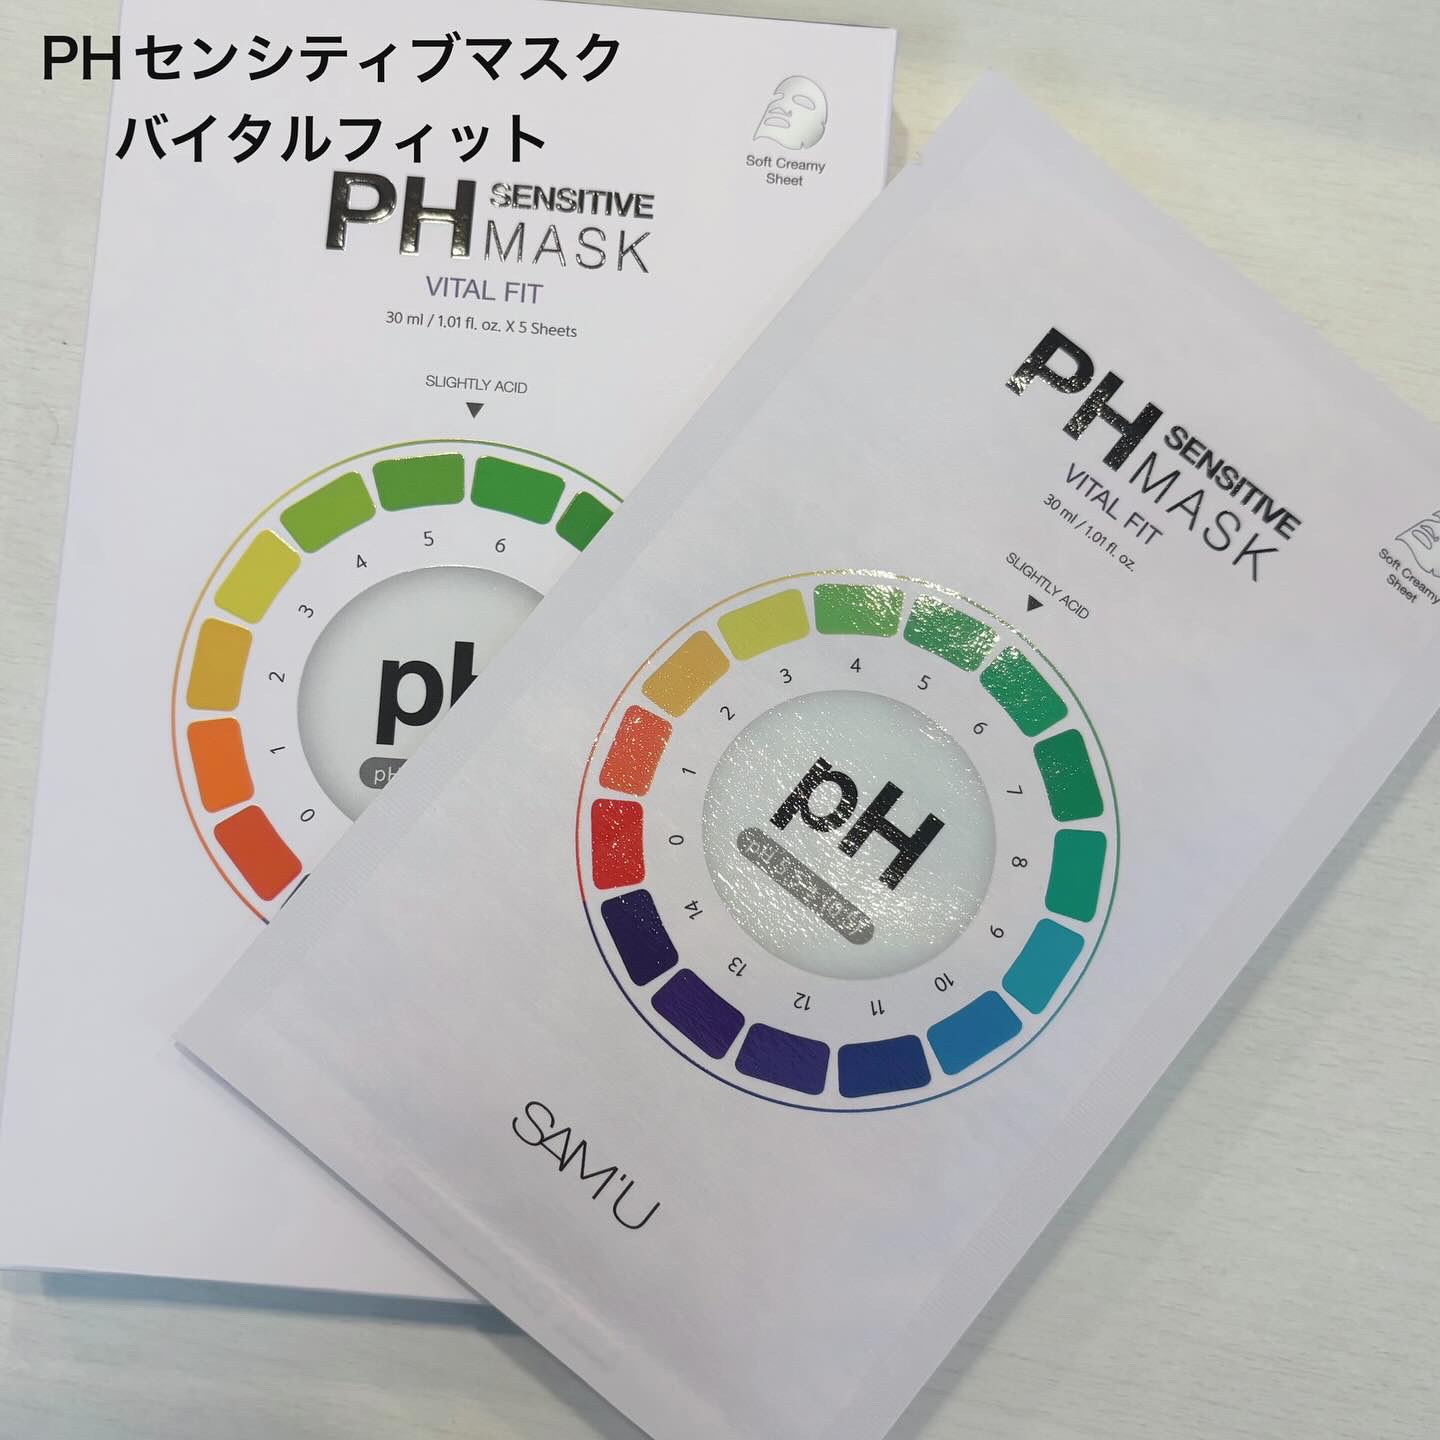 PHセンシティブマスク
バイタルフィット
Soft Creamy
Sheet
PH SENSITIVE
MASK
VITAL FIT
30 ml / 1.01 fl. oz. X 5 Sheets
SLIGHTLY ACID
0 1 2 3 4 5 6
PH SENSITIVE
MASK
VITAL FIT
30 ml / 1.01 fl. oz.
Soft Creamy
Sheet
SLIGHTLY ACID
0 1 2 3 4 5 6 7 8 9 10 11 12 13 14
pH
SAM'U